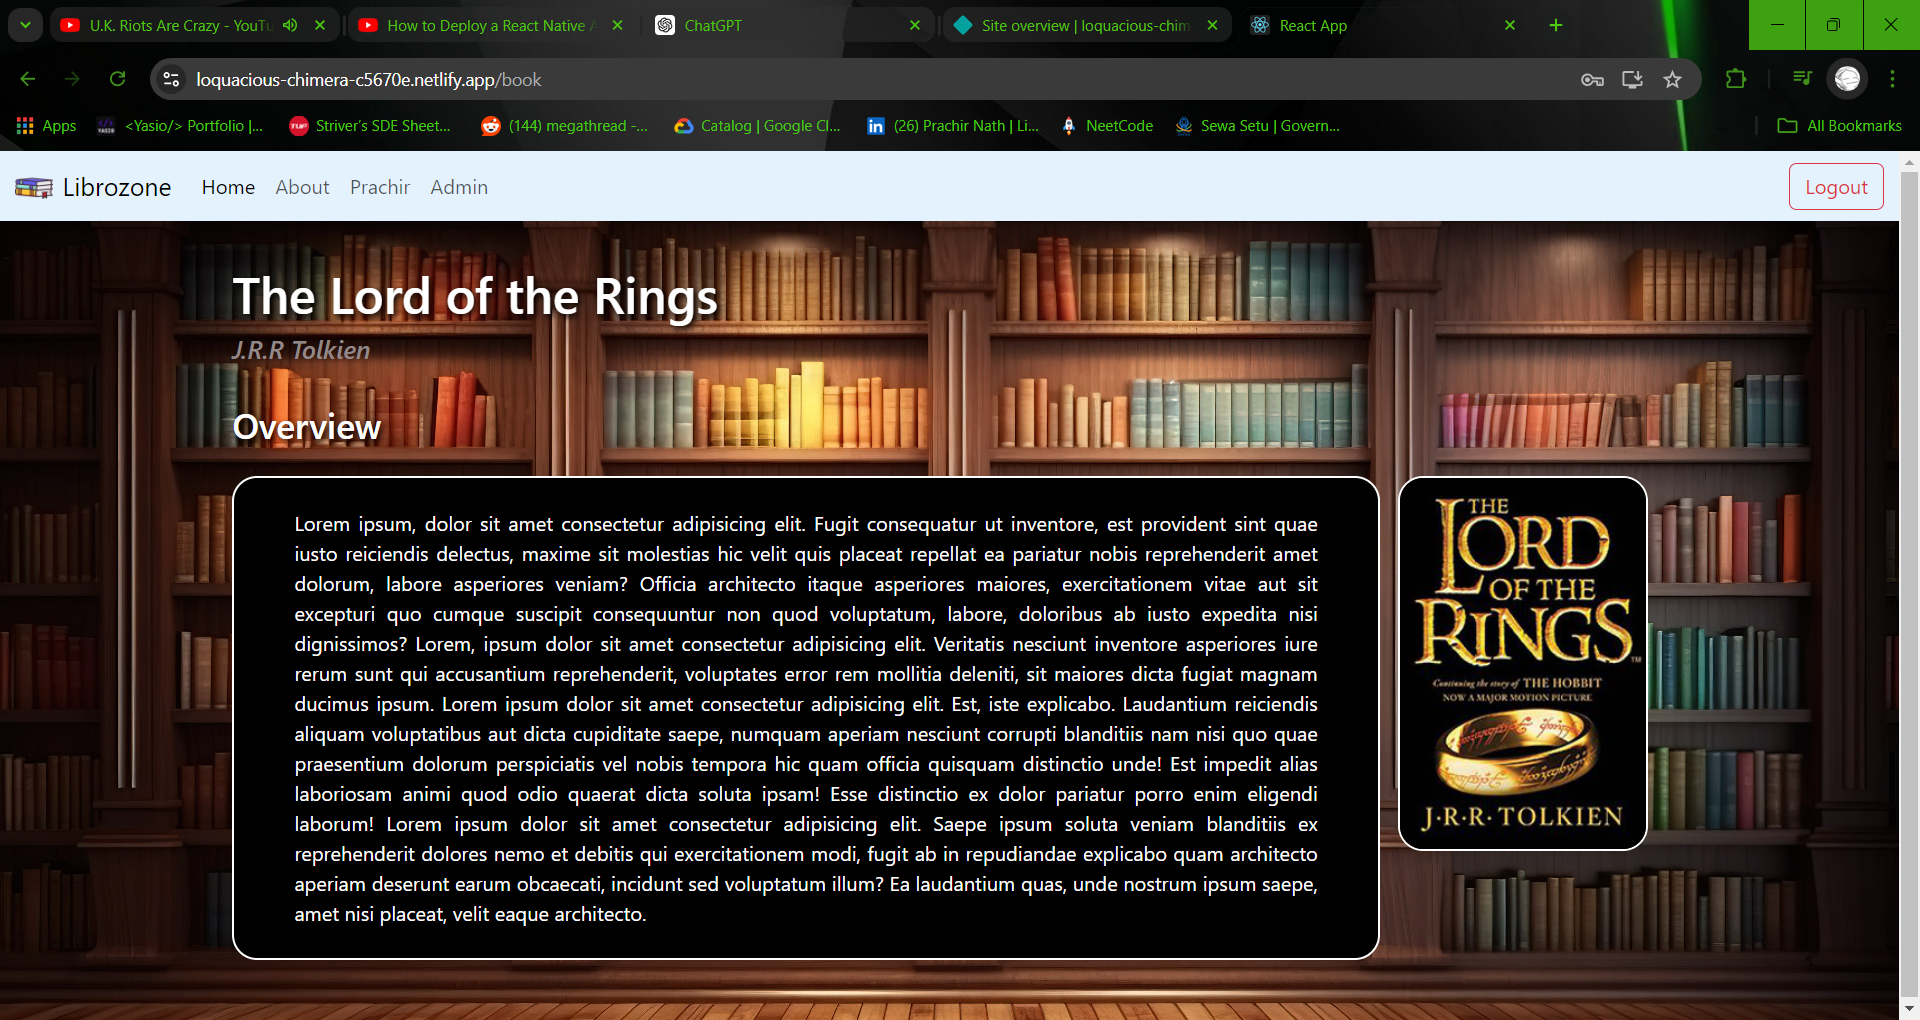 U.K. Riots Are Crazy - YouTu
How to Deploy a React Native A
ChatGPT
Site overview | loquacious-chim
React App
loquacious-chimera-c5670e.netlify.app/book
Apps
<Yasio/> Portfolio |...
Striver's SDE Sheet...
(144) megathread -...
Catalog | Google Cl...
(26) Prachir Nath | Li...
NeetCode
Sewa Setu | Govern...
All Bookmarks
Librozone
Home
About
Prachir
Admin
Logout
The Lord of the Rings
J.R.R Tolkien
Overview
Lorem ipsum, dolor sit amet consectetur adipisicing elit. Fugit consequatur ut inventore, est provident sint quae
iusto reiciendis delectus, maxime sit molestias hic velit quis placeat repellat ea pariatur nobis reprehenderit amet
dolorum, labore asperiores veniam? Officia architecto itaque asperiores maiores, exercitationem vitae aut sit
excepturi quo cumque suscipit consequuntur non quod voluptatum, labore, doloribus ab iusto expedita nisi
dignissimos? Lorem, ipsum dolor sit amet consectetur adipisicing elit. Veritatis nesciunt inventore asperiores iure
rerum sunt qui accusantium reprehenderit, voluptates error rem mollitia deleniti, sit maiores dicta fugiat magnam
ducimus ipsum. Lorem ipsum dolor sit amet consectetur adipisicing elit. Est, iste explicabo. Laudantium reiciendis
aliquam voluptatibus aut dicta cupiditate saepe, numquam aperiam nesciunt corrupti blanditiis nam nisi quo quae
praesentium dolorum perspiciatis vel nobis tempora hic quam officia quisquam distinctio unde! Est impedit alias
laboriosam animi quod odio quaerat dicta soluta ipsam! Esse distinctio ex dolor pariatur porro enim eligendi
laborum! Lorem ipsum dolor sit amet consectetur adipisicing elit. Saepe ipsum soluta veniam blanditiis ex
reprehenderit dolores nemo et debitis qui exercitationem modi, fugit ab in repudiandae explicabo quam architecto
aperiam deserunt earum obcaecati, incidunt sed voluptatum illum? Ea laudantium quas, unde nostrum ipsum saepe,
amet nisi placeat, velit eaque architecto.
THE
LORD
OF THE
RINGS
Continuing the story of THE HOBBIT
NOW A MAJOR MOTION PICTURE
J·R·R·TOLKIEN